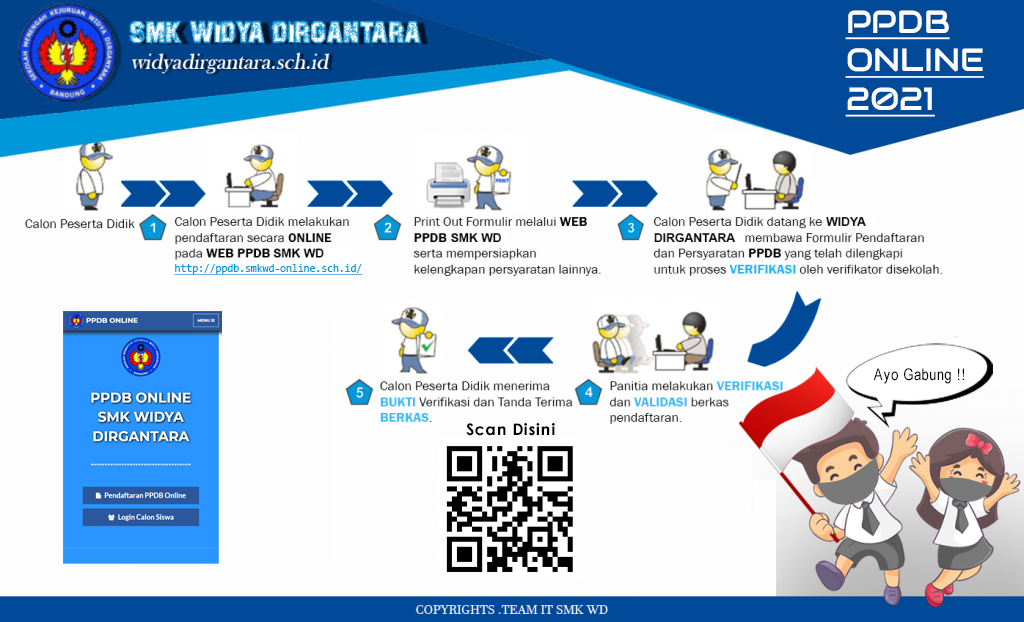 SEKOLAH MENENGAH KEJURUAN WIDYA DIRGANTARA
BANDUNG
SMK WIDYA DIRGANTARA
widyadirgantara.sch.id
PPDB
ONLINE
2021
Calon Peserta Didik
1
Calon Peserta Didik melakukan
pendaftaran secara ONLINE
pada WEB PPDB SMK WD
http://ppdb.smkwd-online.sch.id/
PRINT
2
Print Out Formulir melalui WEB
PPDB SMK WD
serta mempersiapkan
kelengkapan persyaratan lainnya.
3
Calon Peserta Didik datang ke WIDYA
DIRGANTARA membawa Formulir Pendaftaran
dan Persyaratan PPDB yang telah dilengkapi
untuk proses VERIFIKASI oleh verifikator disekolah.
4
Panitia melakukan VERIFIKASI
dan VALIDASI berkas
pendaftaran.
5
Calon Peserta Didik menerima
BUKTI Verifikasi dan Tanda Terima
BERKAS.
Scan Disini
PPDB ONLINE
MENU
PPDB ONLINE
SMK WIDYA
DIRGANTARA
Pendaftaran PPDB Online
Login Calon Siswa
Ayo Gabung !!
COPYRIGHTS .TEAM IT SMK WD